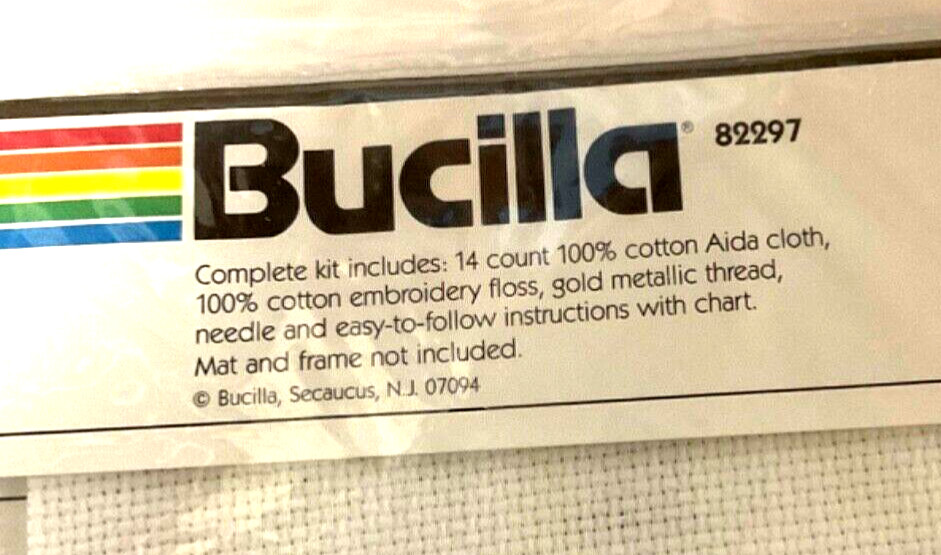 Bucilla® 82297
Complete kit includes: 14 count 100% cotton Aida cloth,
100% cotton embroidery floss, gold metallic thread,
needle and easy-to-follow instructions with chart.
Mat and frame not included.
© Bucilla, Secaucus, N.J. 07094